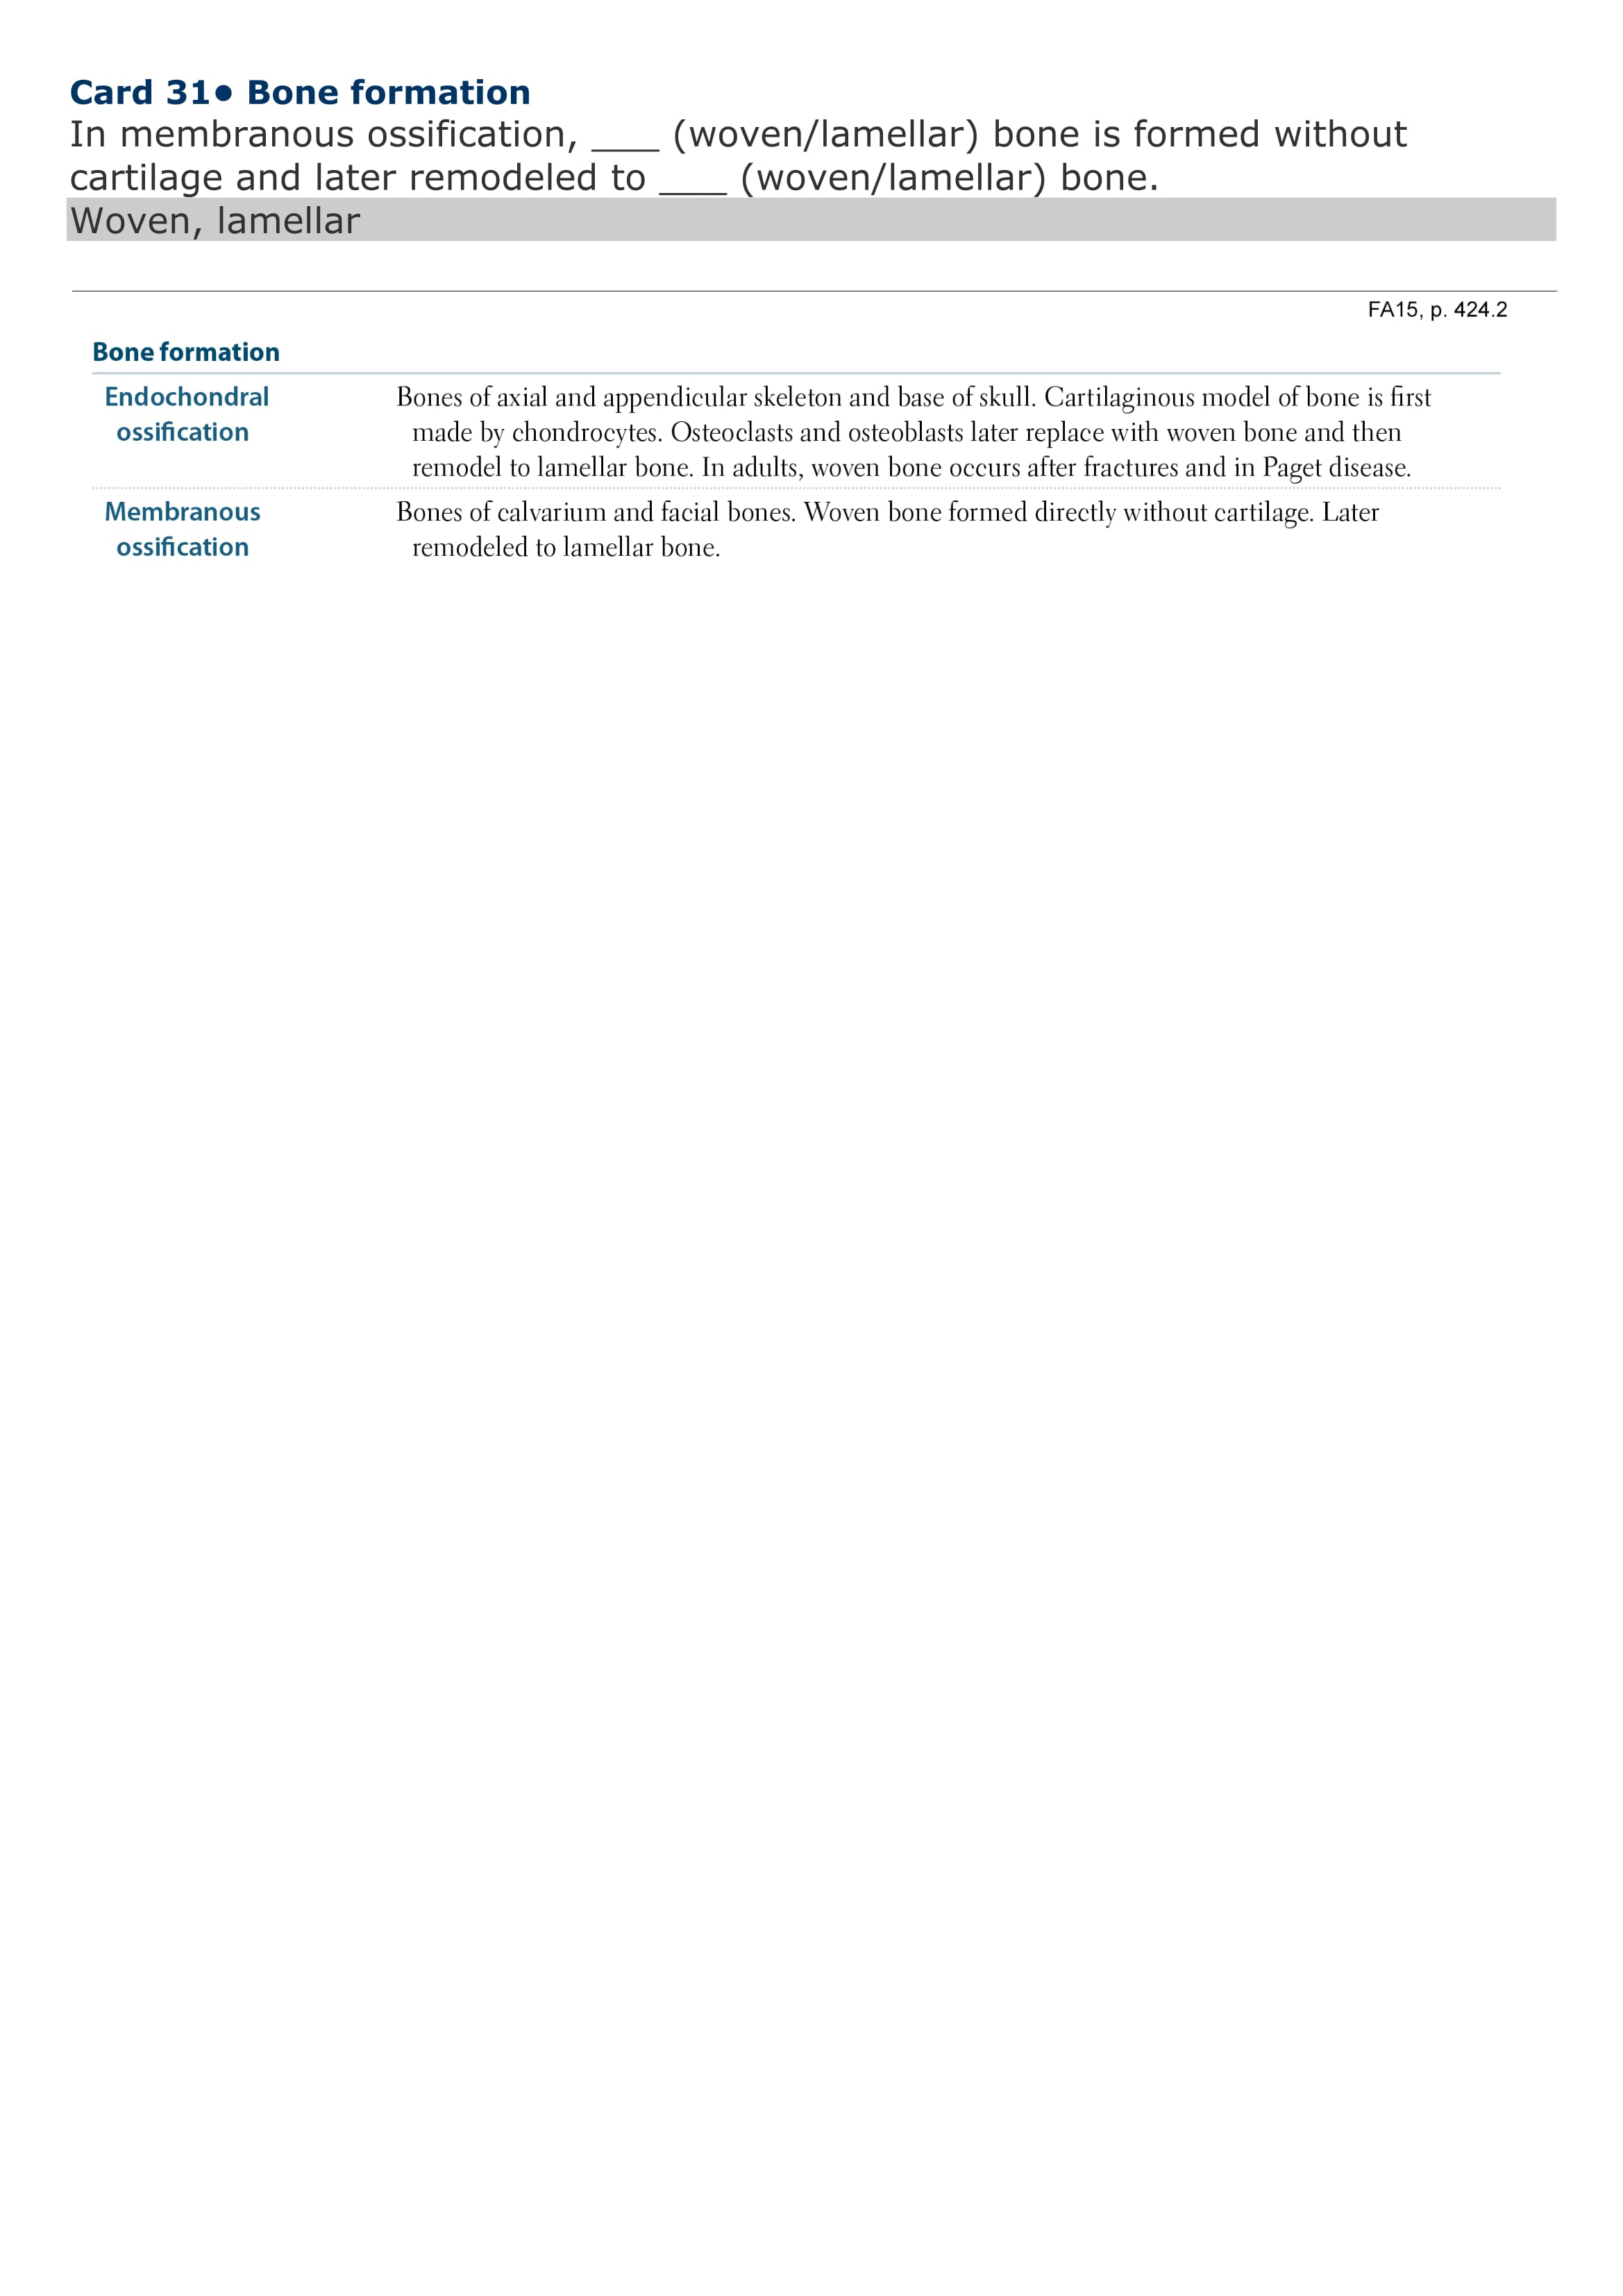 Card 31• Bone formation
In membranous ossification, ____ (woven/lamellar) bone is formed without
cartilage and later remodeled to ____ (woven/lamellar) bone.
Woven, lamellar
FA15, p. 424.2
Bone formation
Endochondral
ossification
Bones of axial and appendicular skeleton and base of skull. Cartilaginous model of bone is first
made by chondrocytes. Osteoclasts and osteoblasts later replace with woven bone and then
remodel to lamellar bone. In adults, woven bone occurs after fractures and in Paget disease.
Membranous
ossification
Bones of calvarium and facial bones. Woven bone formed directly without cartilage. Later
remodeled to lamellar bone.